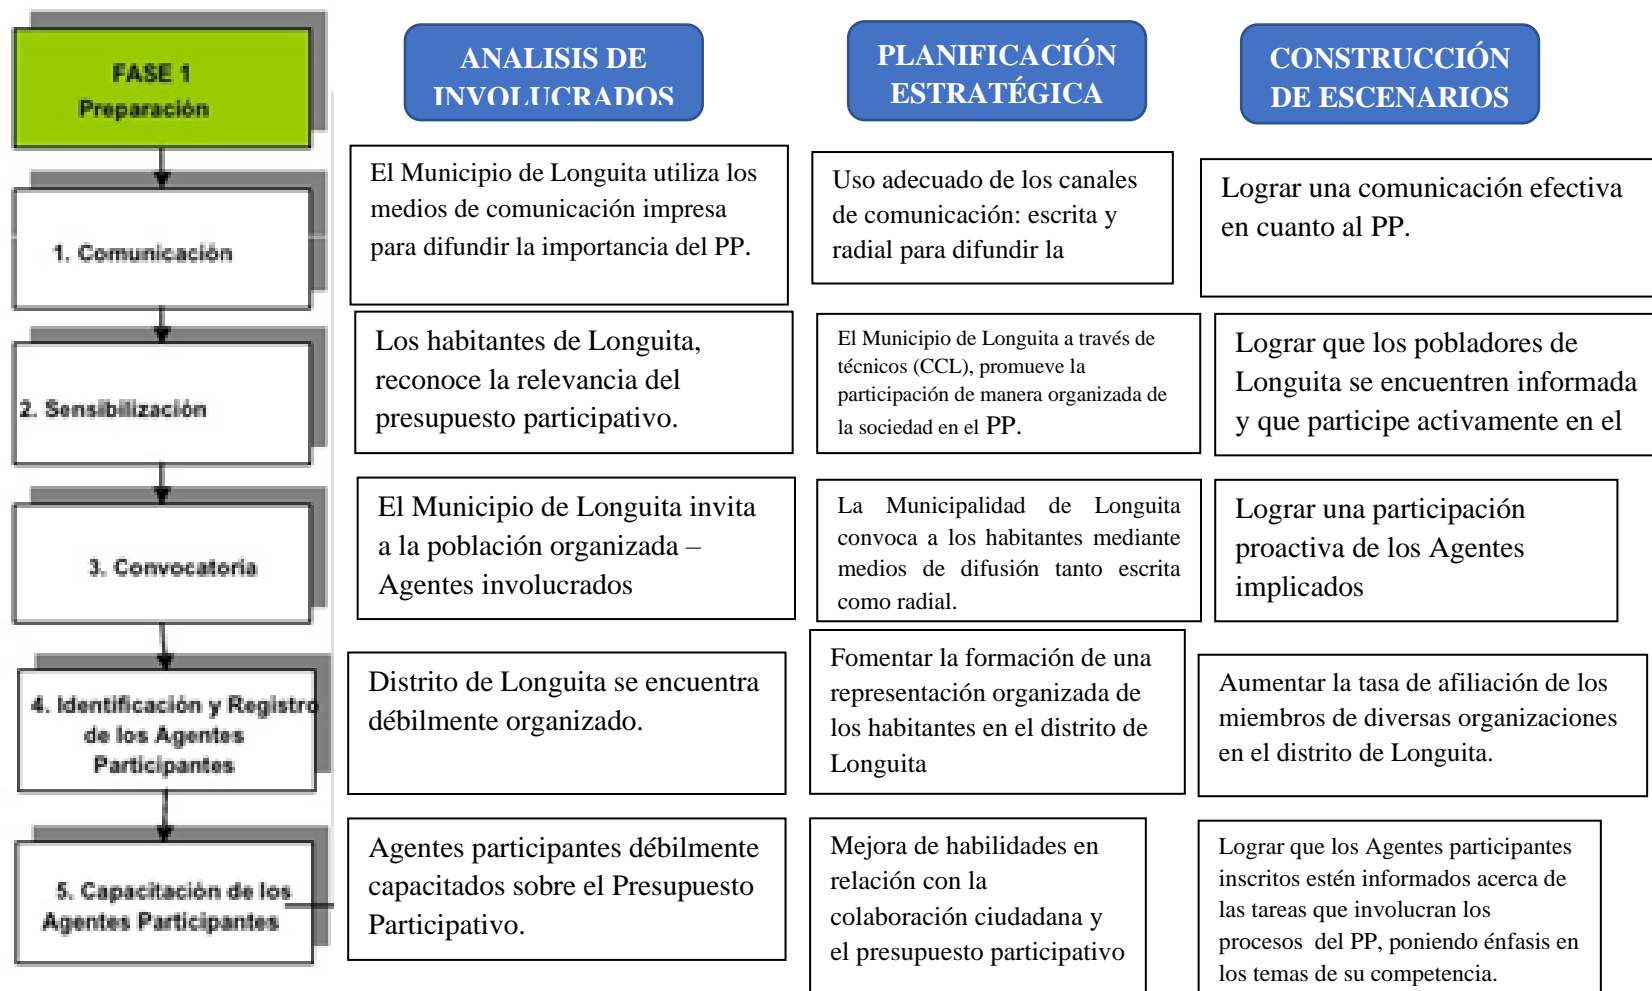 FASE 1
Preparación
ANALISIS DE
INVOLUCRADOS
PLANIFICACIÓN
ESTRATÉGICA
CONSTRUCCIÓN
DE ESCENARIOS
1. Comunicación
El Municipio de Longuita utiliza los
medios de comunicación impresa
para difundir la importancia del PP.
Uso adecuado de los canales
de comunicación: escrita y
radial para difundir la
Lograr una comunicación efectiva
en cuanto al PP.
2. Sensibilización
Los habitantes de Longuita,
reconoce la relevancia del
presupuesto participativo.
El Municipio de Longuita a través de
técnicos (CCL), promueve la
participación de manera organizada de
la sociedad en el PP.
Lograr que los pobladores de
Longuita se encuentren informada
y que participe activamente en el
3. Convocatoria
El Municipio de Longuita invita
a la población organizada –
Agentes involucrados
La Municipalidad de Longuita
convoca a los habitantes mediante
medios de difusión tanto escrita
como radial.
Lograr una participación
proactiva de los Agentes
implicados
4. Identificación y Registro
de los Agentes
Participantes
Distrito de Longuita se encuentra
débilmente organizado.
Fomentar la formación de una
representación organizada de
los habitantes en el distrito de
Longuita
Aumentar la tasa de afiliación de los
miembros de diversas organizaciones
en el distrito de Longuita.
5. Capacitación de los
Agentes Participantes
Agentes participantes débilmente
capacitados sobre el Presupuesto
Participativo.
Mejora de habilidades en
relación con la
colaboración ciudadana y
el presupuesto participativo
Lograr que los Agentes participantes
inscritos estén informados acerca de
las tareas que involucran los
procesos del PP, poniendo énfasis en
los temas de su competencia.